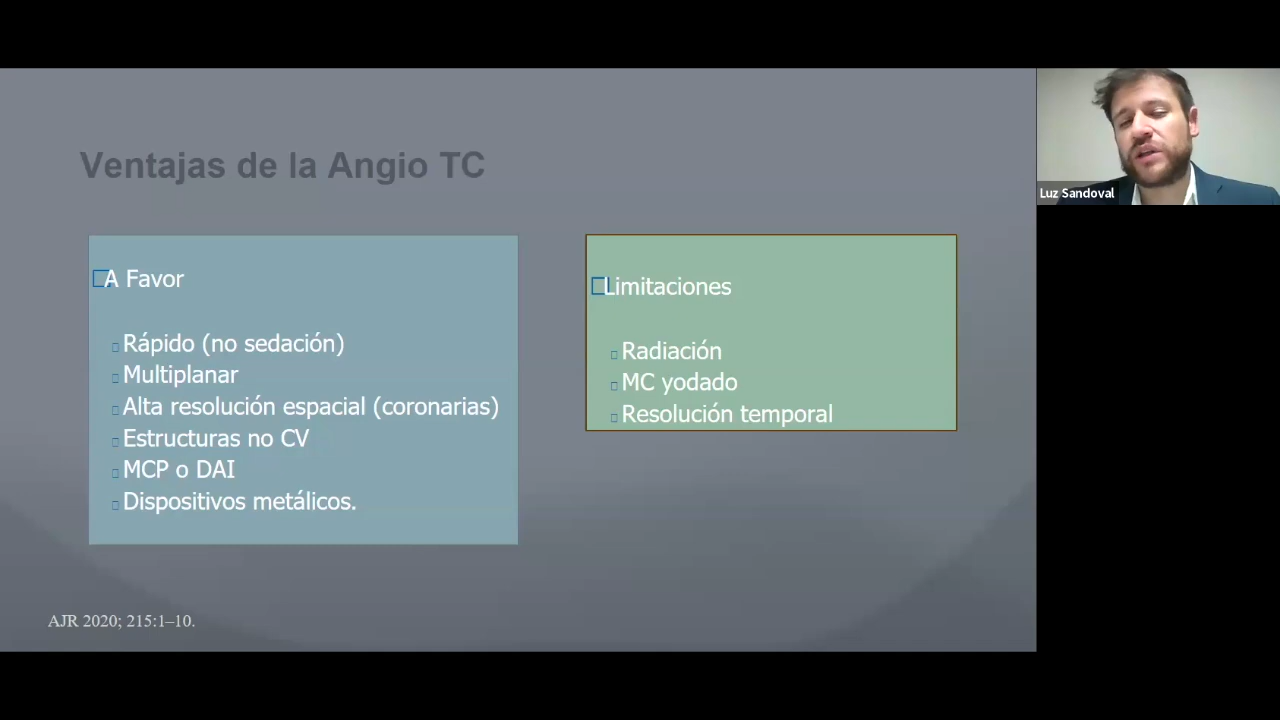 Ventajas de la Angio TC
A Favor
Rápido (no sedación)
Multiplanar
Alta resolución espacial (coronarias)
Estructuras no CV
MCP o DAI
Dispositivos metálicos.
Limitaciones
Radiación
MC yodado
Resolución temporal
AJR 2020; 215:1–10.
Luz Sandoval